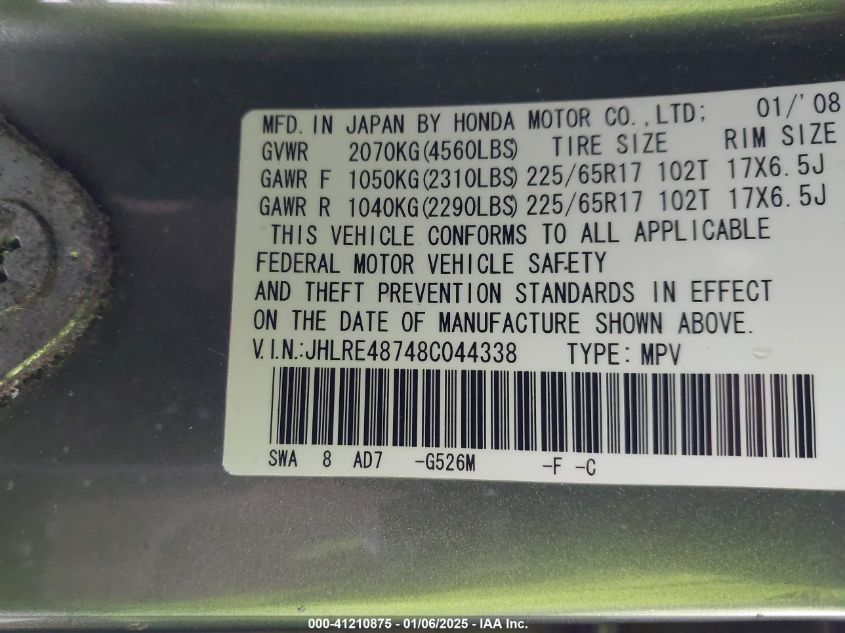 MFD. IN JAPAN BY HONDA MOTOR CO.,LTD; 01/'08
GVWR 2070KG(4560LBS) TIRE SIZE RIM SIZE
GAWR F 1050KG(2310LBS) 225/65R17 102T 17X6.5J
GAWR R 1040KG(2290LBS) 225/65R17 102T 17X6.5J
THIS VEHICLE CONFORMS TO ALL APPLICABLE
FEDERAL MOTOR VEHICLE SAFETY
AND THEFT PREVENTION STANDARDS IN EFFECT
ON THE DATE OF MANUFACTURE SHOWN ABOVE.
V.I.N.:JHLRE48748C044338 TYPE: MPV
SWA 8 AD7 -G526M -F -C
000-41210875 - 01/06/2025 - IAA Inc.